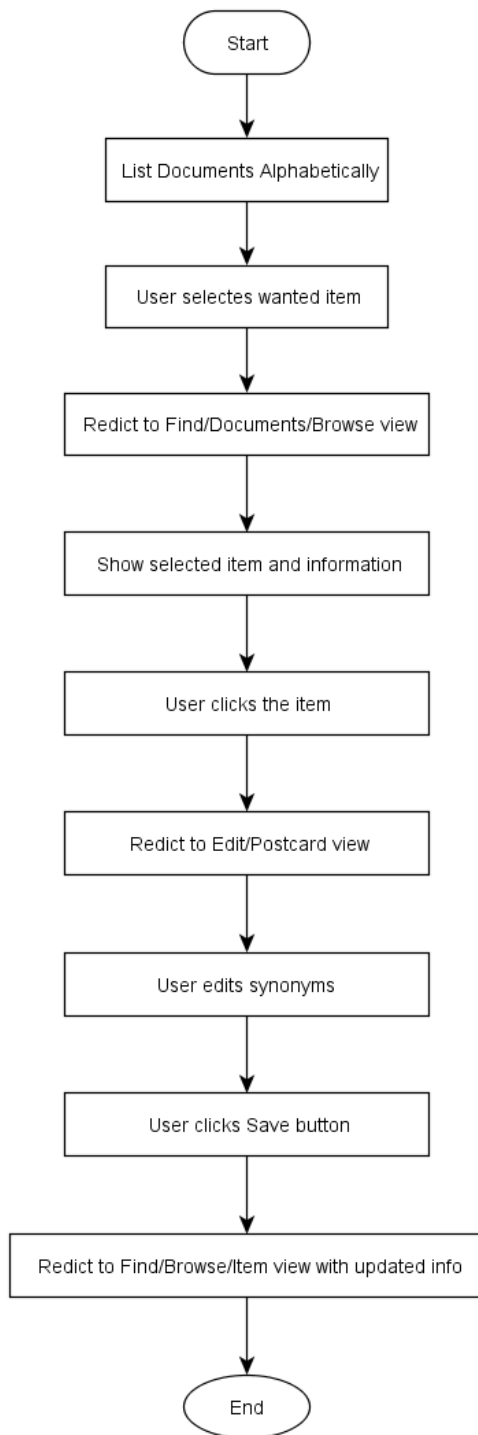 Start
List Documents Alphabetically
User selectes wanted item
Redict to Find/Documents/Browse view
Show selected item and information
User clicks the item
Redict to Edit/Postcard view
User edits synonyms
User clicks Save button
Redict to Find/Browse/Item view with updated info
End